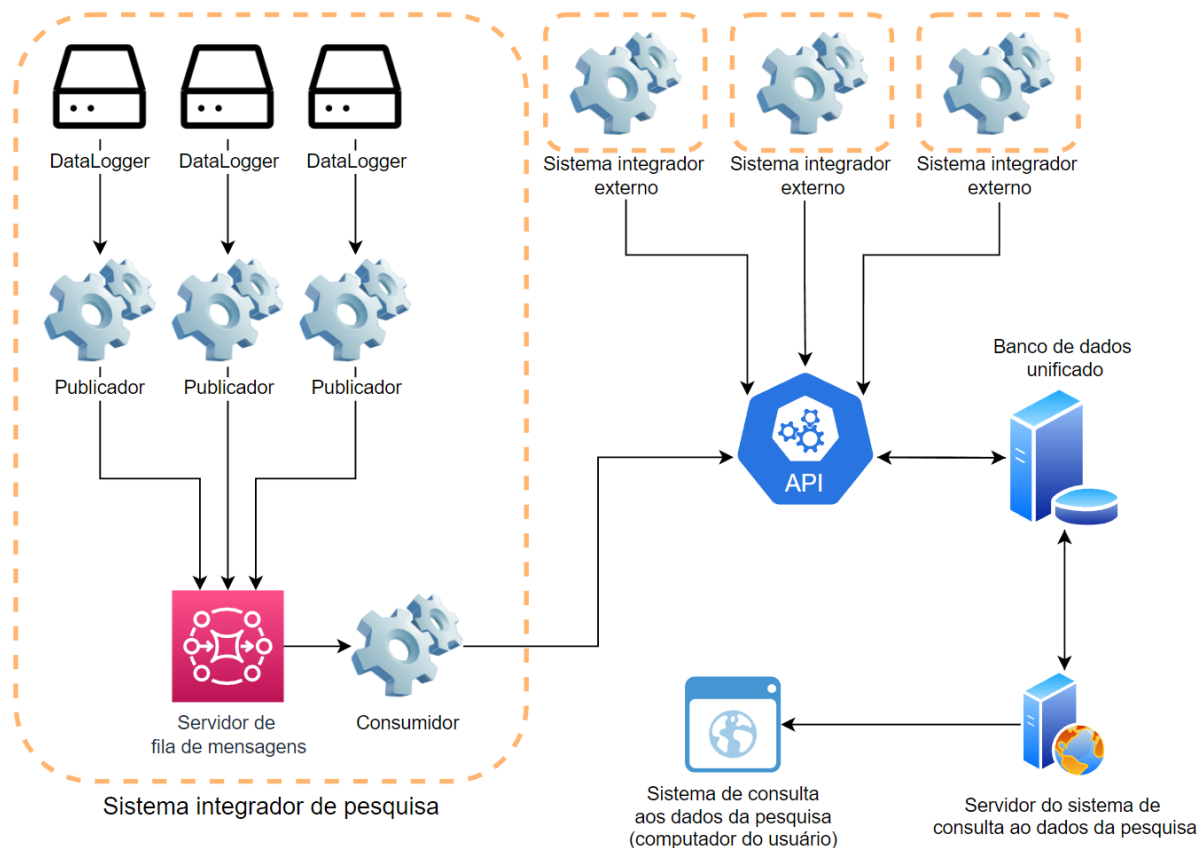 DataLogger
DataLogger
DataLogger
Sistema integrador
externo
Sistema integrador
externo
Sistema integrador
externo
Publicador
Publicador
Publicador
Banco de dados
unificado
API
Servidor de
fila de mensagens
Consumidor
Sistema integrador de pesquisa
Sistema de consulta
aos dados da pesquisa
(computador do usuário)
Servidor do sistema de
consulta ao dados da pesquisa